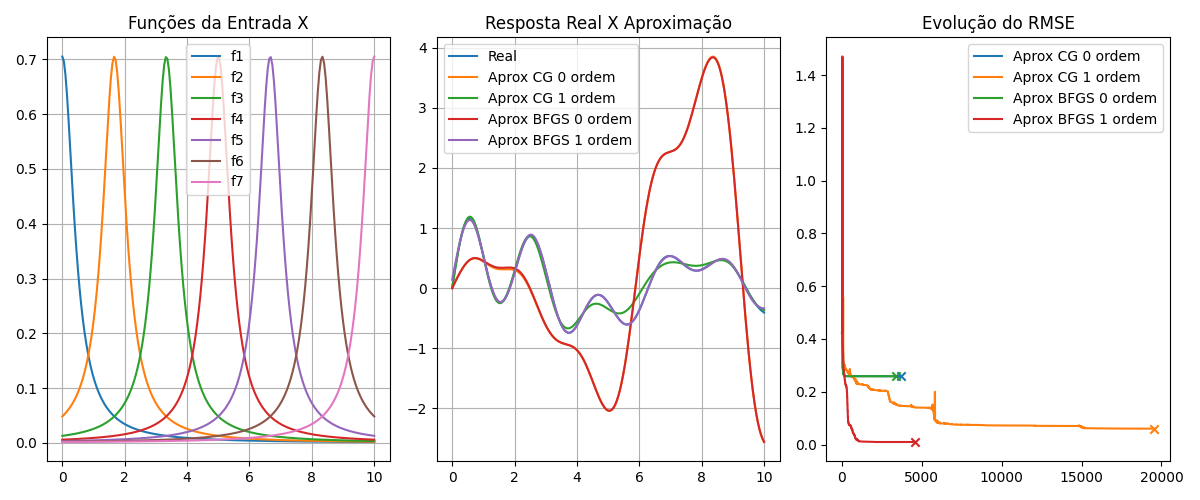 Funções da Entrada X
0.7
0.6
0.5
0.4
0.3
0.2
0.1
0.0
f1
f2
f3
f4
f5
f6
f7
0 2 4 6 8 10
Resposta Real X Aproximação
4
3
2
1
0
−1
−2
Real
Aprox CG 0 ordem
Aprox CG 1 ordem
Aprox BFGS 0 ordem
Aprox BFGS 1 ordem
0 2 4 6 8 10
Evolução do RMSE
1.4
1.2
1.0
0.8
0.6
0.4
0.2
0.0
Aprox CG 0 ordem
Aprox CG 1 ordem
Aprox BFGS 0 ordem
Aprox BFGS 1 ordem
0 5000 10000 15000 20000